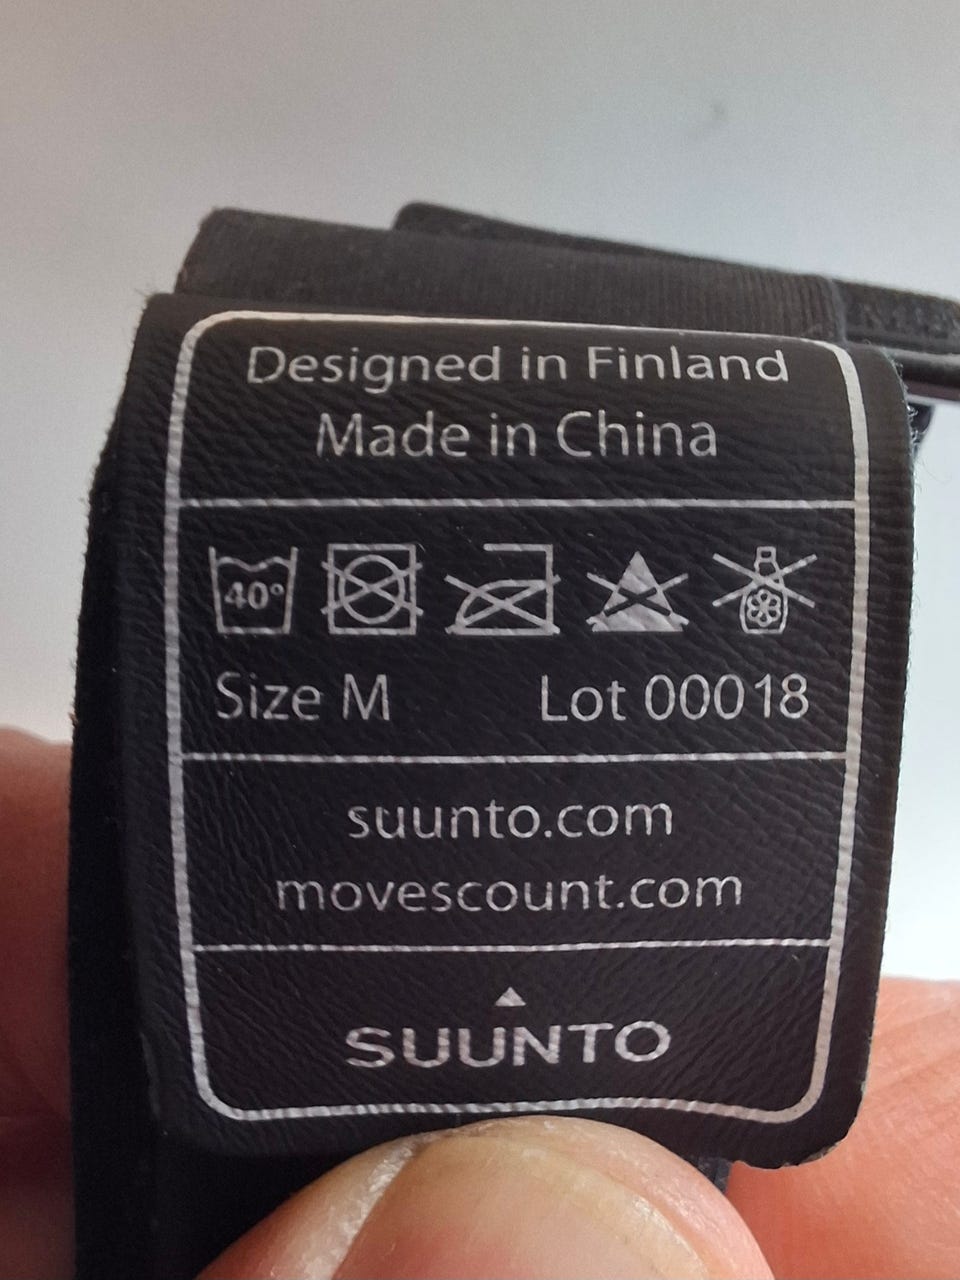 Designed in Finland
Made in China
40°
Size M Lot 00018
suunto.com
movescount.com
SUUNTO